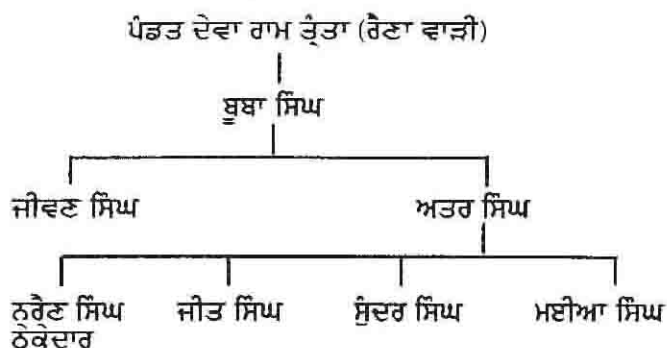 ਪੰਡਤ ਦੇਵਾ ਰਾਮ ਤ੍ਰੰਤਾ (ਰੈਣਾ ਵਾੜੀ)
ਬੂਬਾ ਸਿੰਘ
ਜੀਵਣ ਸਿੰਘ ਅਤਰ ਸਿੰਘ
ਨਰੈਣ ਸਿੰਘ ਜੀਤ ਸਿੰਘ ਸੁੰਦਰ ਸਿੰਘ ਮਈਆ ਸਿੰਘ
ਠੇਕੇਦਾਰ